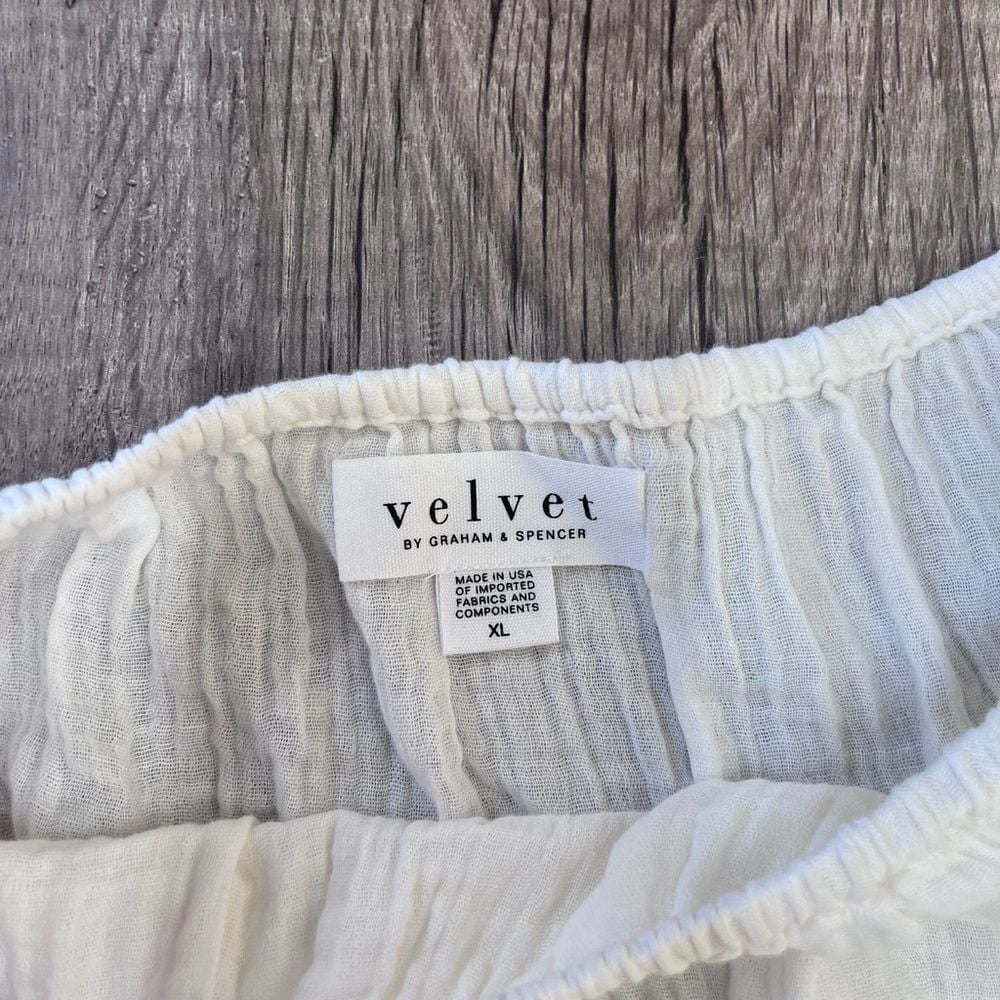 velvet
BY GRAHAM & SPENCER
MADE IN USA
OF IMPORTED
FABRICS AND
COMPONENTS
XL